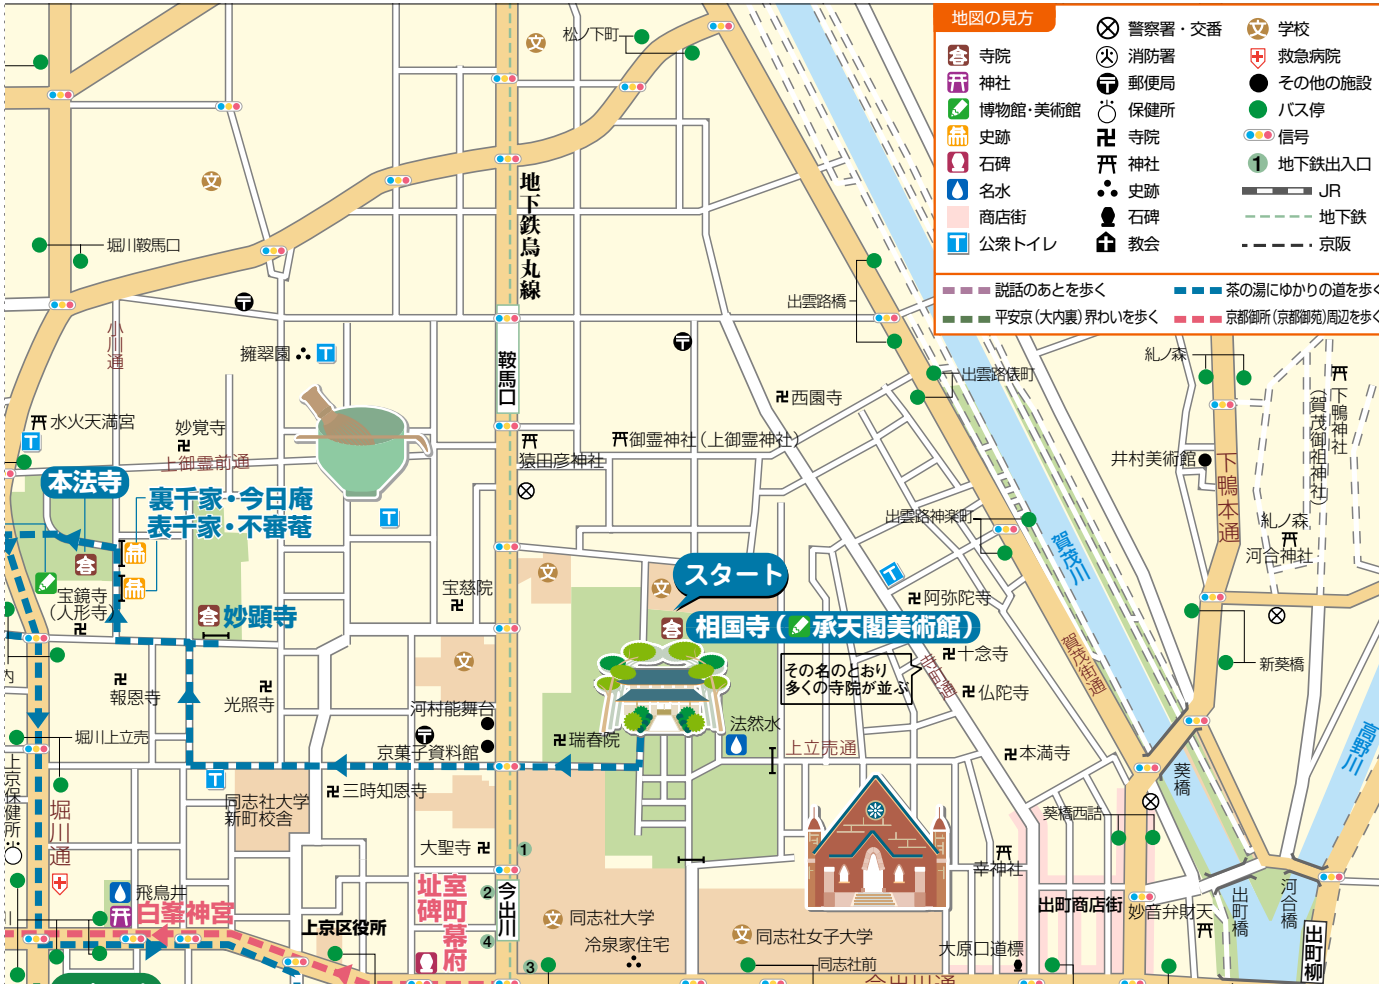 地図の見方
寺院
神社
博物館・美術館
史跡
石碑
名水
商店街
公衆トイレ
警察署・交番
消防署
郵便局
保健所
寺院
神社
史跡
石碑
教会
学校
救急病院
その他の施設
バス停
信号
地下鉄出入口
JR
地下鉄
京阪
説話のあとを歩く
茶の湯にゆかりの道を歩く
平安京(大内裏)界わいを歩く
京都御所(京都御苑)周辺を歩く
松ノ下町
地下鉄烏丸線
堀川鞍馬口
小川通
擁翠園
鞍馬口
出雲路橋
出雲路俵町
糺ノ森
下鴨神社
(賀茂御祖神社)
西園寺
水火天満宮
妙覚寺
上御霊前通
御霊神社(上御霊神社)
猿田彦神社
井村美術館
下鴨本通
本法寺
裏千家・今日庵
表千家・不審菴
出雲路神楽町
賀茂川
糺ノ森
河合神社
スタート
宝慈院
宝鏡寺
(人形寺)
妙顕寺
阿弥陀寺
相国寺(承天閣美術館)
賀茂街道
その名のとおり
多くの寺院が並ぶ
寺町通
十念寺
仏陀寺
新葵橋
報恩寺
光照寺
河村能舞台
法然水
堀川上立売
京菓子資料館
瑞春院
上立売通
本満寺
高野川
葵橋
上京保健所
堀川通
同志社大学
新町校舎
三時知恩寺
葵橋西詰
大聖寺
1
幸神社
飛鳥井
白峯神宮
室町幕府
址碑
2
今出川
4
3
上京区役所
同志社大学
冷泉家住宅
同志社女子大学
同志社前
大原口道標
出町商店街
妙音弁財天
出町橋
河合橋
出町柳
今出川通